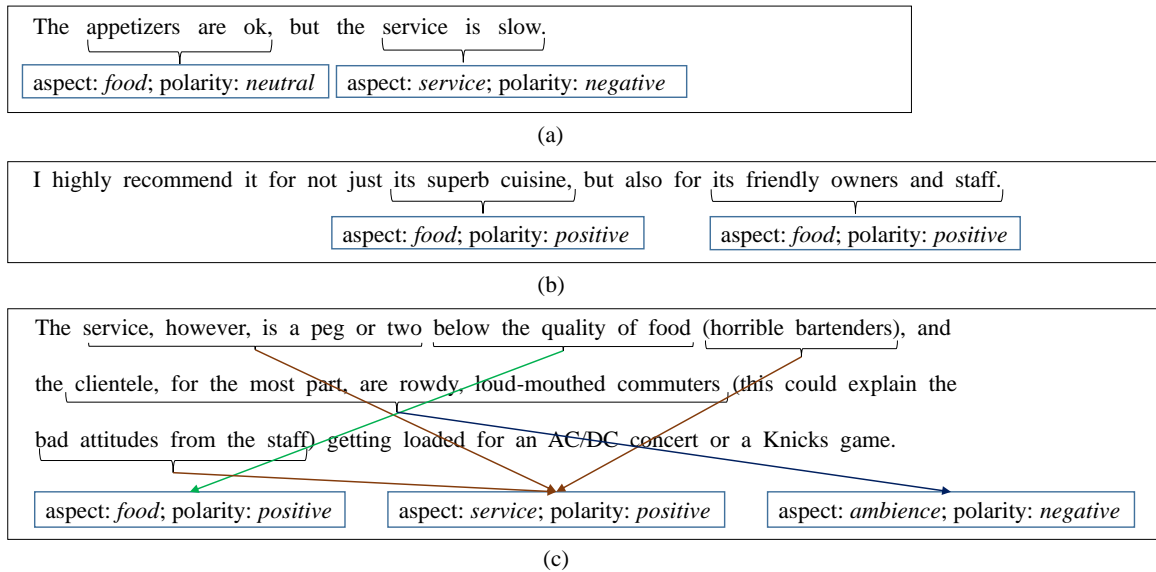 The appetizers are ok, but the service is slow.
aspect: food; polarity: neutral aspect: service; polarity: negative
(a)
I highly recommend it for not just its superb cuisine, but also for its friendly owners and staff.
aspect: food; polarity: positive aspect: food; polarity: positive
(b)
The service, however, is a peg or two below the quality of food (horrible bartenders), and
the clientele, for the most part, are rowdy, loud-mouthed commuters (this could explain the
bad attitudes from the staff) getting loaded for an AC/DC concert or a Knicks game.
aspect: food; polarity: positive aspect: service; polarity: positive aspect: ambience; polarity: negative
(c)